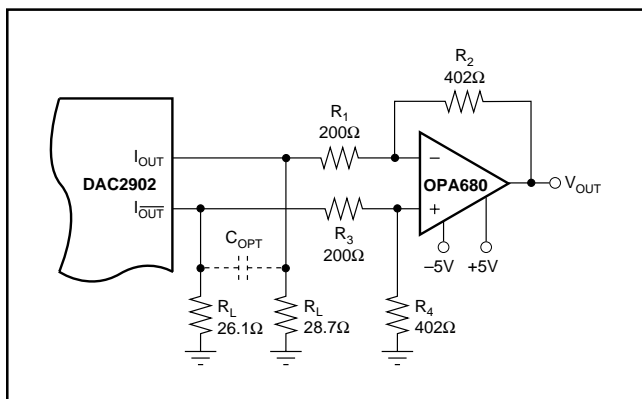 R2
402Ω
R1
200Ω
IOUT
DAC2902
–
OPA680
VOUT
IOUT
+
R3
200Ω
COPT
–5V
+5V
RL
26.1Ω
RL
28.7Ω
R4
402Ω